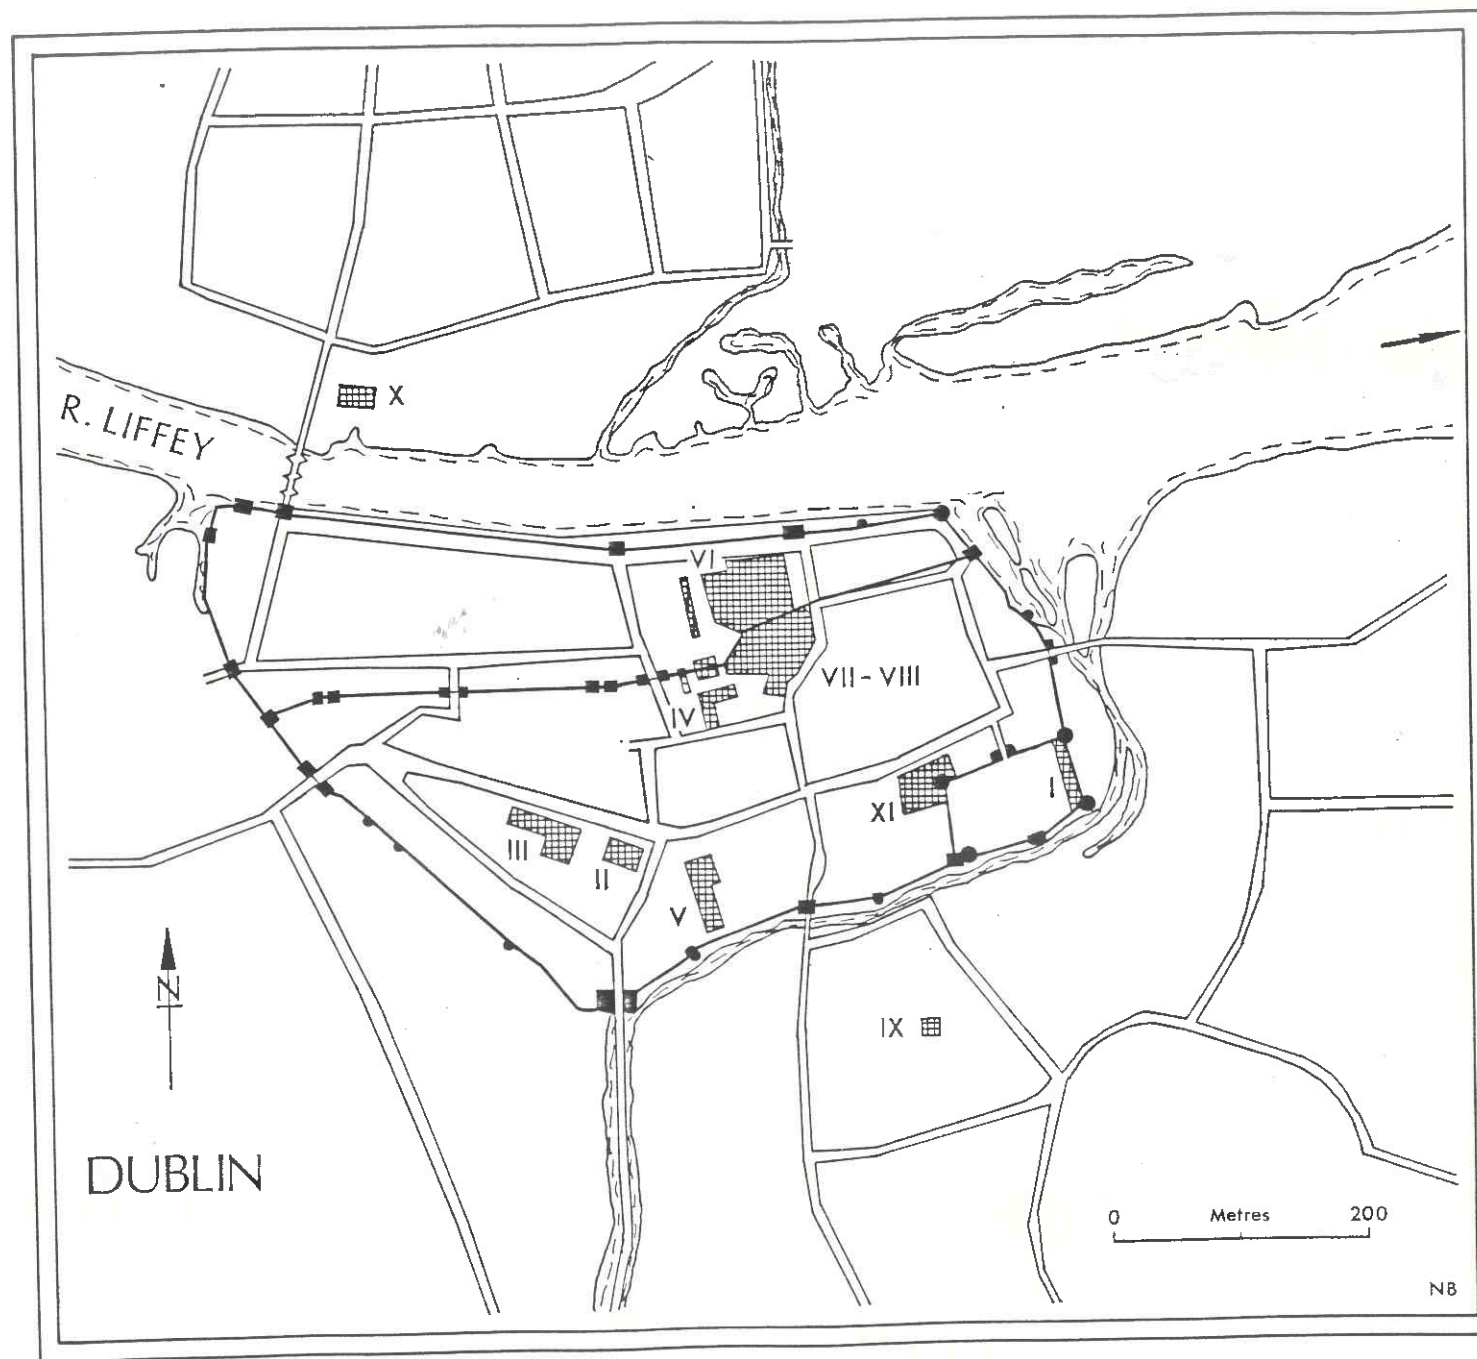 X
R. LIFFEY
VI
VII - VIII
IV
XI
I
III
II
V
IX
N
DUBLIN
0 Metres 200
NB